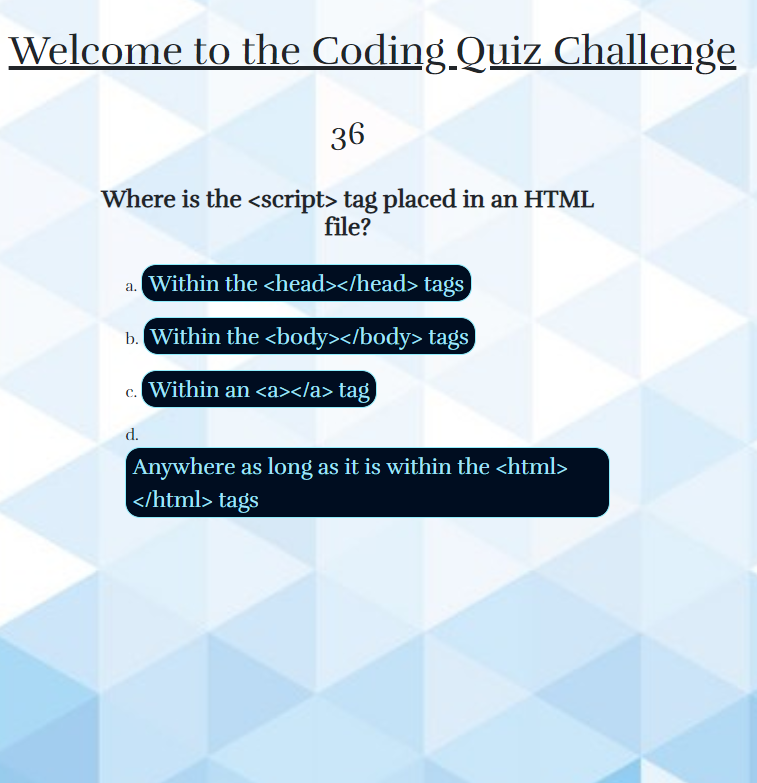 Welcome to the Coding Quiz Challenge
36
Where is the <script> tag placed in an HTML
file?
a. Within the <head></head> tags
b. Within the <body></body> tags
c. Within an <a></a> tag
d.
Anywhere as long as it is within the <html>
</html> tags